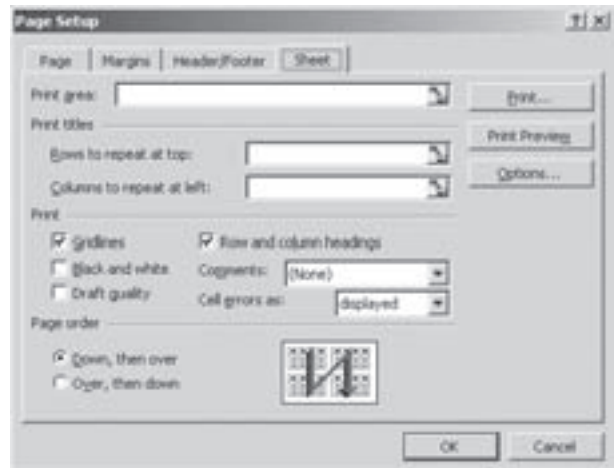 Page Setup ? X
Page Margins Header/Footer Sheet
Print area: Print...
Print titles Print Preview
Rows to repeat at top:
Options...
Columns to repeat at left:
Print
Gridlines Row and column headings
Black and white Comments: (None)
Draft quality Cell errors as: displayed
Page order
Down, then over
Over, then down
OK Cancel